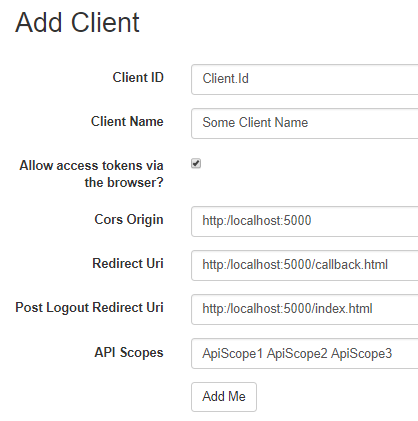 Add Client
Client ID
Client.Id
Client Name
Some Client Name
Allow access tokens via
the browser?
Cors Origin
http:/localhost:5000
Redirect Uri
http:/localhost:5000/callback.html
Post Logout Redirect Uri
http:/localhost:5000/index.html
API Scopes
ApiScope1 ApiScope2 ApiScope3
Add Me